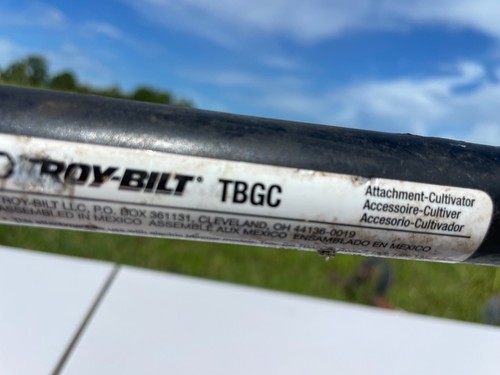 TROY-BILT® TBGC
Attachment-Cultivator
Accessoire-Cultiver
Accesorio-Cultivador
TROY-BILT LLC, P.O. BOX 361131, CLEVELAND, OH 44136-0019
ASSEMBLED IN MEXICO ASSEMBLÉ AUX MEXICO ENSAMBLADO EN MEXICO